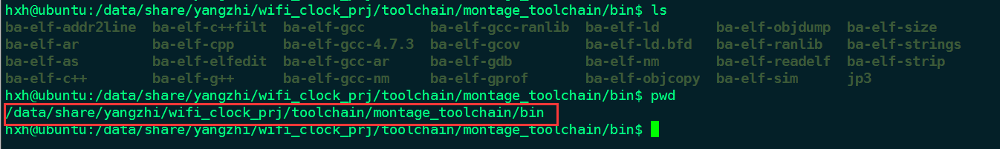 hxh@ubuntu:/data/share/yangzhi/wifi_clock_prj/toolchain/montage_toolchain/bin$ ls
ba-elf-addr2line ba-elf-c++filt ba-elf-gcc ba-elf-gcc-ranlib ba-elf-ld ba-elf-objdump ba-elf-size
ba-elf-ar ba-elf-cpp ba-elf-gcc-4.7.3 ba-elf-gcov ba-elf-ld.bfd ba-elf-ranlib ba-elf-strings
ba-elf-as ba-elf-elfedit ba-elf-gcc-ar ba-elf-gdb ba-elf-nm ba-elf-readelf ba-elf-strip
ba-elf-c++ ba-elf-g++ ba-elf-gcc-nm ba-elf-gprof ba-elf-objcopy ba-elf-sim jp3
hxh@ubuntu:/data/share/yangzhi/wifi_clock_prj/toolchain/montage_toolchain/bin$ pwd
/data/share/yangzhi/wifi_clock_prj/toolchain/montage_toolchain/bin
hxh@ubuntu:/data/share/yangzhi/wifi_clock_prj/toolchain/montage_toolchain/bin$